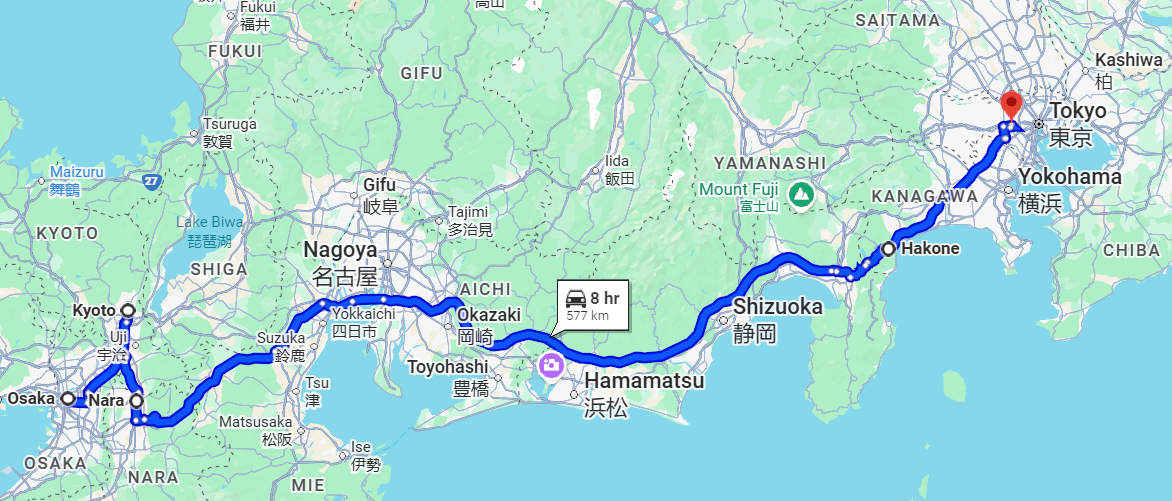 高山
Fukui
福井
FUKUI
GIFU
SAITAMA
Kashiwa
柏
Tokyo
東京
Tsuruga
敦賀
Maizuru
舞鶴
27
Iida
飯田
YAMANASHI
Mount Fuji
富士山
KANAGAWA
Yokohama
横浜
Gifu
岐阜
Tajimi
多治見
Lake Biwa
琵琶湖
KYOTO
SHIGA
Nagoya
名古屋
Hakone
CHIBA
AICHI
8 hr
577 km
Kyoto
Yokkaichi
四日市
Okazaki
岡崎
Shizuoka
静岡
Uji
宇治
Suzuka
鈴鹿
Toyohashi
豊橋
Hamamatsu
浜松
Tsu
津
Osaka
Nara
Matsusaka
松阪
Ise
伊勢
OSAKA
NARA
MIE